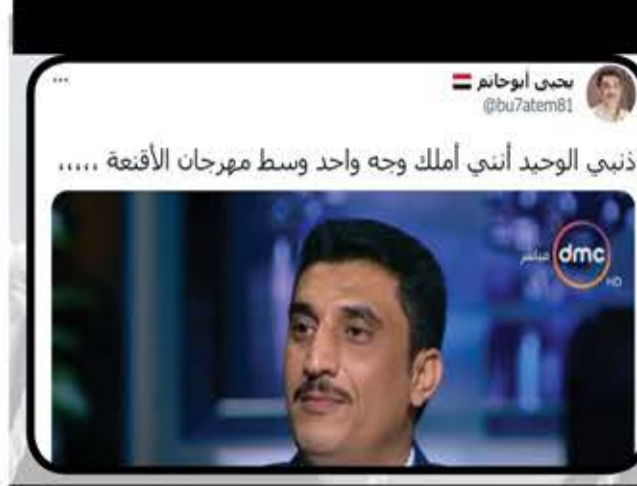 يحيى أبوحاتم
@bu7atem81
ذنبي الوحيد أنني أملك وجه واحد وسط مهرجان الأقنعة .....
dmc مباشر
HD